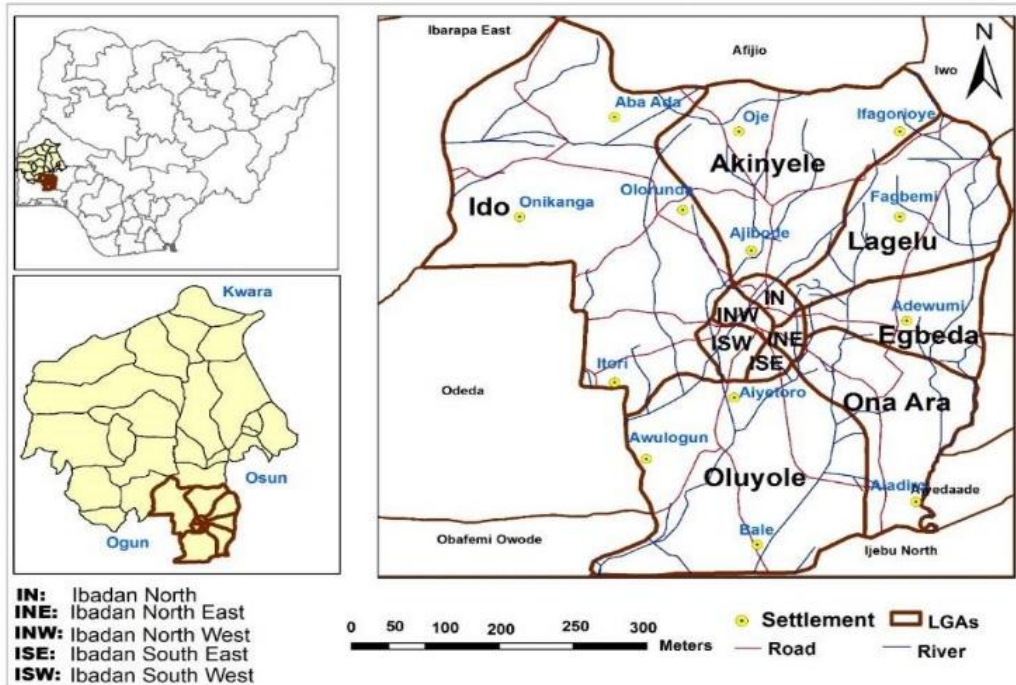 Kwara
Osun
Ogun
IN: Ibadan North
INE: Ibadan North East
INW: Ibadan North West
ISE: Ibadan South East
ISW: Ibadan South West
Ibarapa East
Afijio
N
Iwo
Aba Ada
Oje
Ifagorioye
Akinyele
Ido
Onikanga
Olorunda
Fagbemi
Ajibode
Lagelu
IN
INW
Adewumi
ISW
INE
Egbeda
ISE
Itori
Odeda
Aiyetoro
Ona Ara
Awulogun
Oluyole
Bale
Obafemi Owode
Ijebu North
0 50 100 200 250 300
Meters
Settlement
LGAs
Road
River